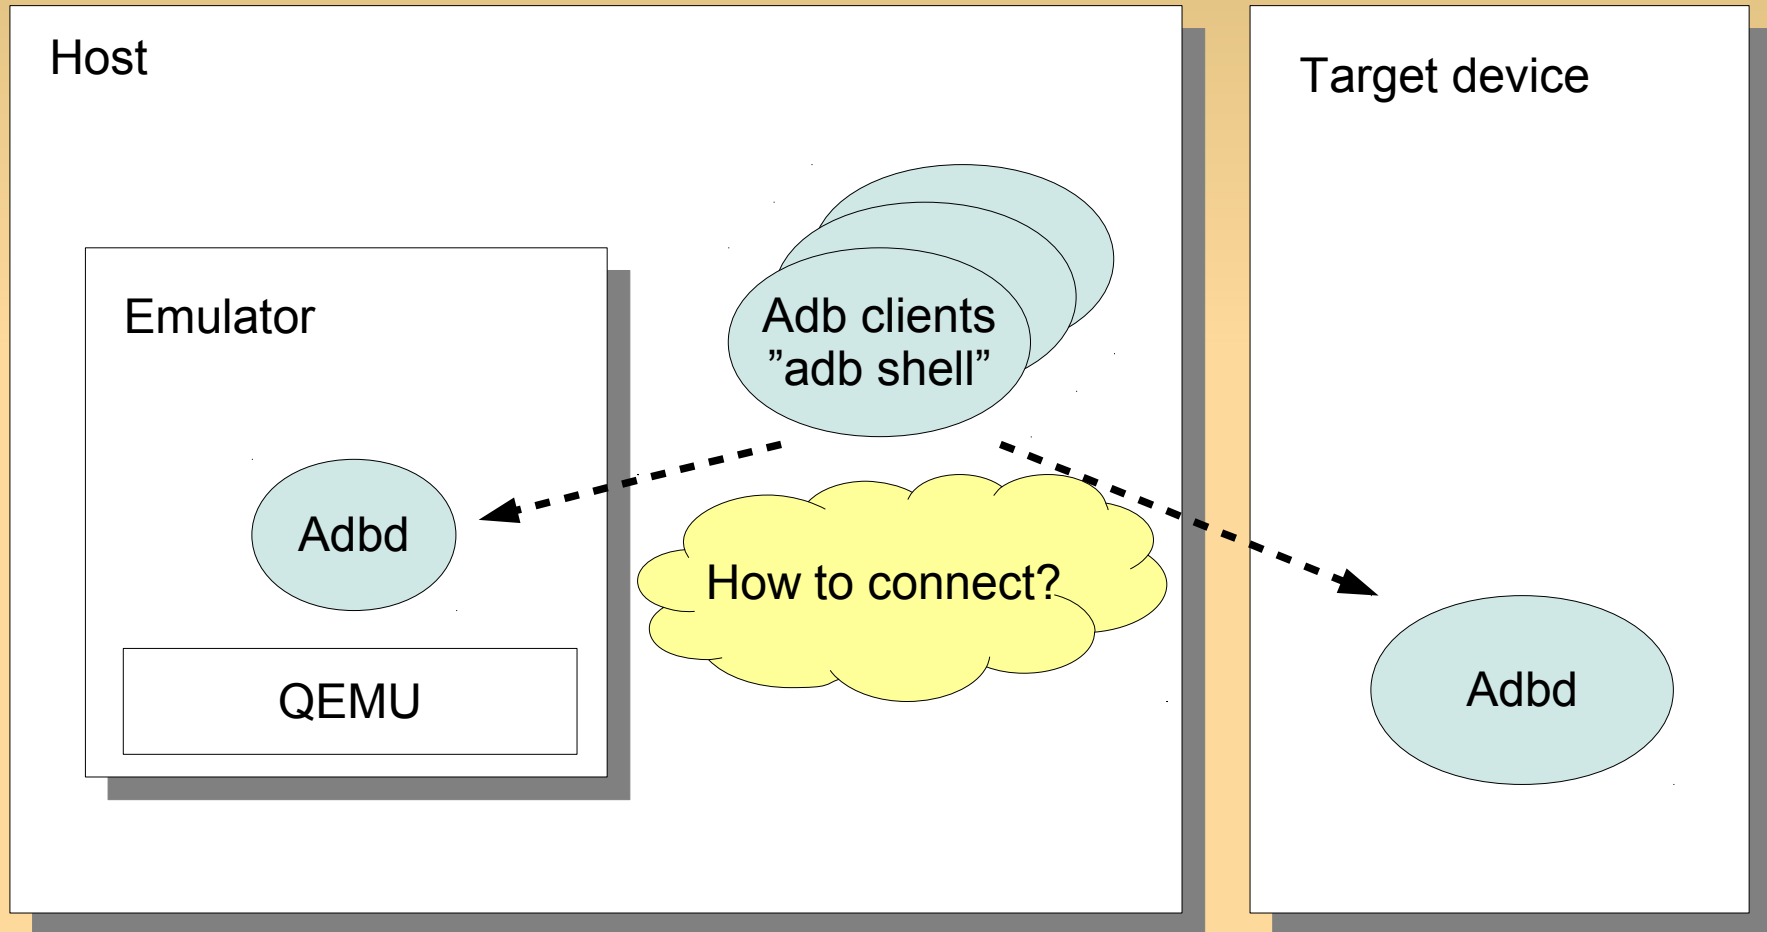 Host
Target device
Emulator
Adb clients
”adb shell”
Adbd
How to connect?
QEMU
Adbd